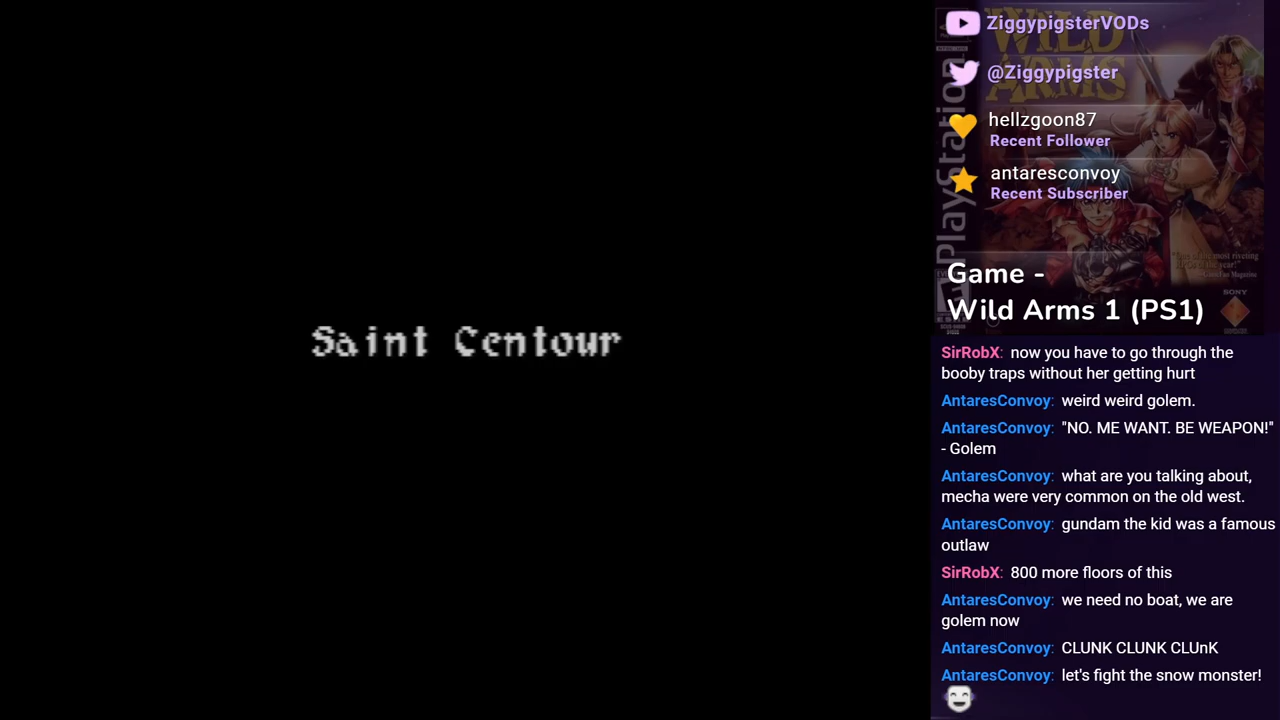 Saint Centour
ZiggypigsterVODs
@Ziggypigster
hellzgoon87
Recent Follower
antaresconvoy
Recent Subscriber
WILD
ARMS
PlayStation
Game -
Wild Arms 1 (PS1)
SONY
SirRobX: now you have to go through the
booby traps without her getting hurt
AntaresConvoy: weird weird golem.
AntaresConvoy: "NO. ME WANT. BE WEAPON!"
- Golem
AntaresConvoy: what are you talking about,
mecha were very common on the old west.
AntaresConvoy: gundam the kid was a famous
outlaw
SirRobX: 800 more floors of this
AntaresConvoy: we need no boat, we are
golem now
AntaresConvoy: CLUNK CLUNK CLUnK
AntaresConvoy: let's fight the snow monster!